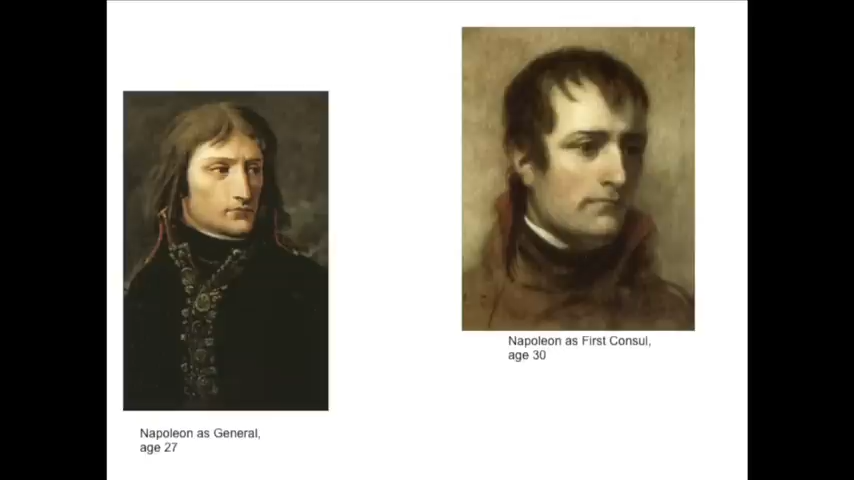 Napoleon as General,
age 27
Napoleon as First Consul,
age 30